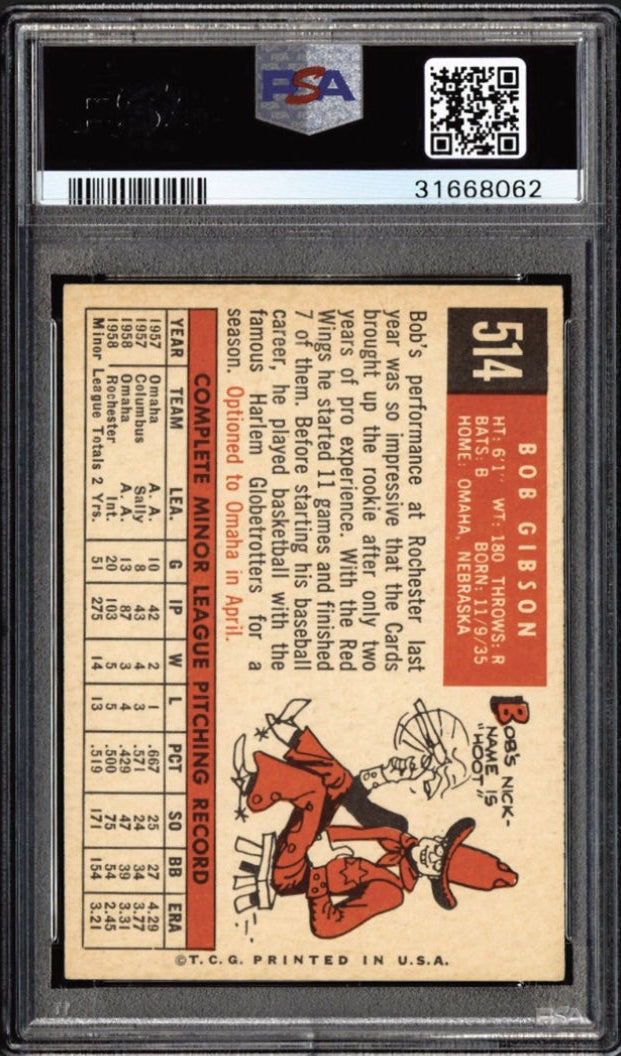 PSA
31668062
514
BOB GIBSON
HT: 6'1" WT: 180 THROWS: R
BATS: B BORN: 11/9/35
HOME: OMAHA, NEBRASKA
Bob's performance at Rochester last
year was so impressive that the Cards
brought up the rookie after only two
years of pro experience. With the Red
Wings he started 11 games and finished
7 of them. Before starting his baseball
career, he played basketball with the
famous Harlem Globetrotters for a
season. Optioned to Omaha in April.
BOB'S NICK-
NAME IS
"HOOT"
COMPLETE MINOR LEAGUE PITCHING RECORD
YEAR TEAM LEA. G IP W L PCT SO BB ERA
1957 Omaha A. A. 10 42 2 1 .667 25 27 4.29
1957 Columbus Sally 8 43 4 3 .571 24 34 3.77
1958 Omaha A. A. 13 87 3 4 .429 47 39 3.31
1958 Rochester Int. 20 103 5 5 .500 75 54 2.45
Minor League Totals 2 Yrs. 51 275 14 13 .519 171 154 3.21
©T.C.G. PRINTED IN U.S.A.
PSA